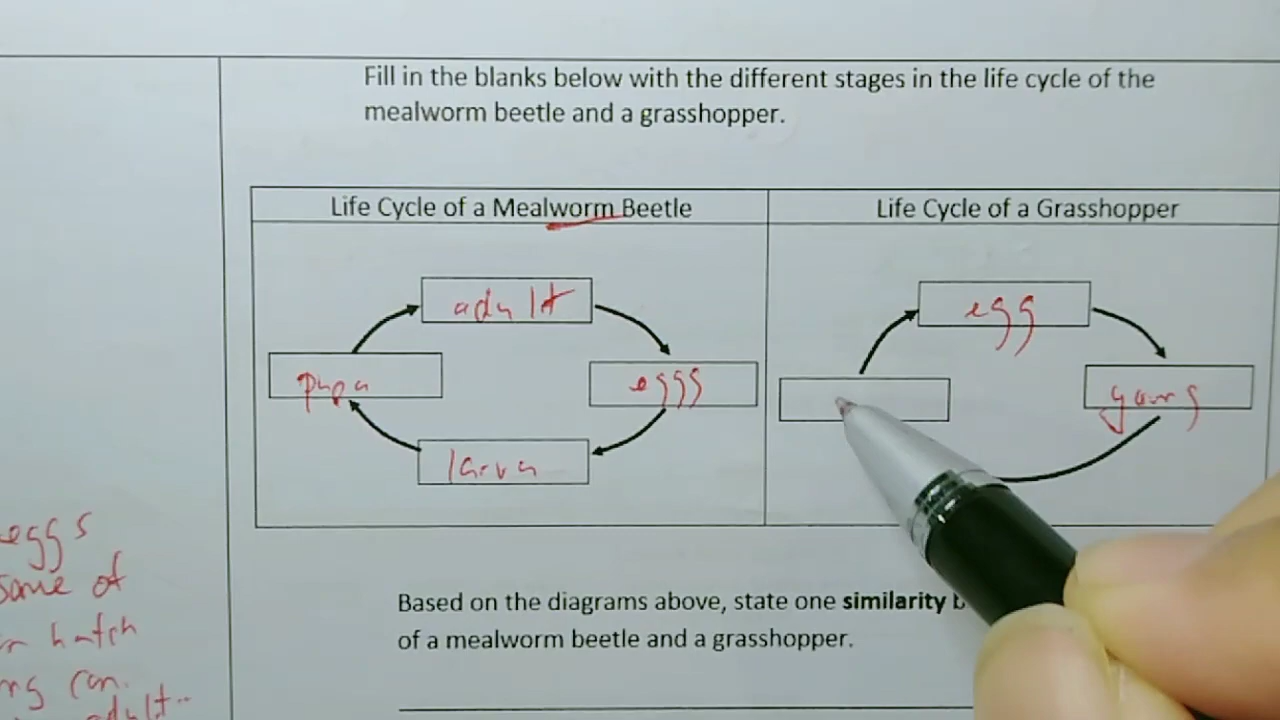 Fill in the blanks below with the different stages in the life cycle of the
mealworm beetle and a grasshopper.
Life Cycle of a Mealworm Beetle
Life Cycle of a Grasshopper
adult
eggs
larva
pupa
egg
young
eggs
some of
hatch
adult..
Based on the diagrams above, state one similarity
of a mealworm beetle and a grasshopper.